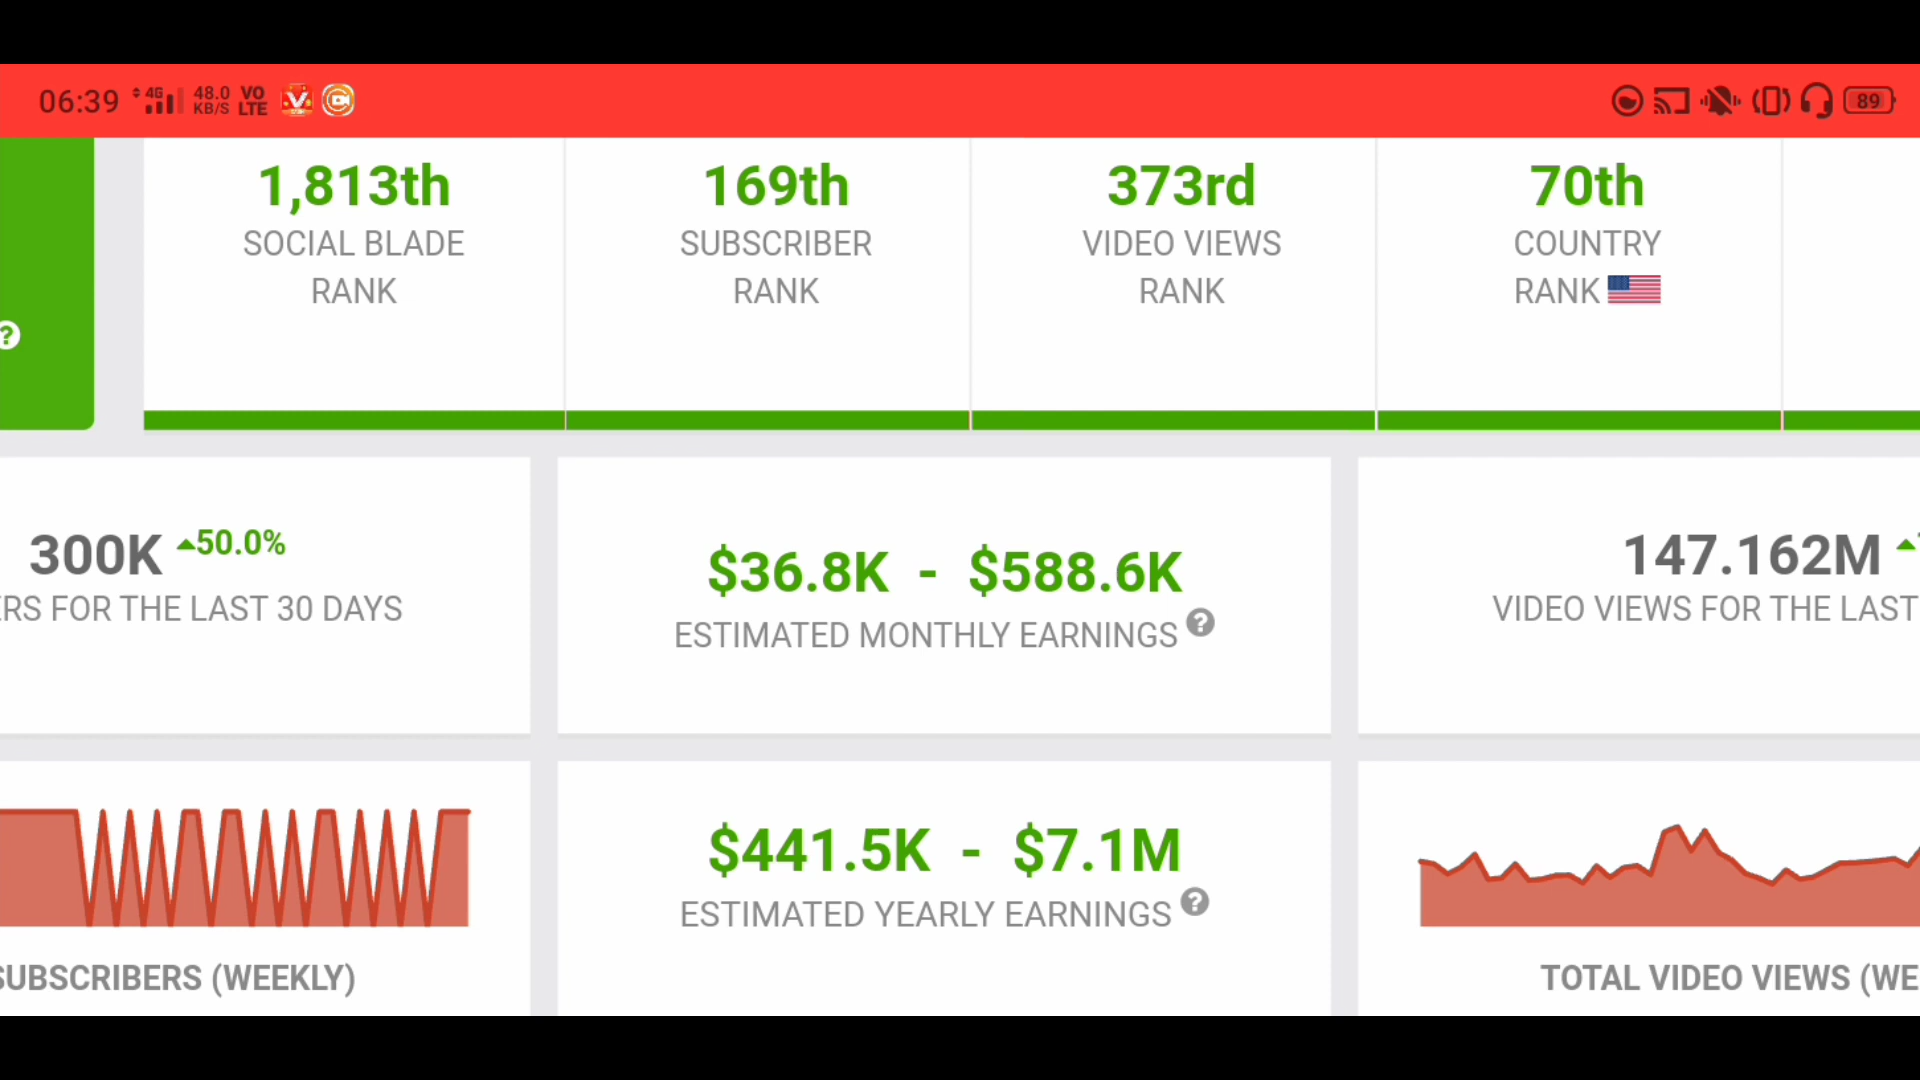 06:39 4G 48.0 KB/S VO LTE 89
1,813th
SOCIAL BLADE
RANK
169th
SUBSCRIBER
RANK
373rd
VIDEO VIEWS
RANK
70th
COUNTRY
RANK
?
300K 50.0%
RS FOR THE LAST 30 DAYS
$36.8K - $588.6K
ESTIMATED MONTHLY EARNINGS ?
147.162M
VIDEO VIEWS FOR THE LAST
SUBSCRIBERS (WEEKLY)
$441.5K - $7.1M
ESTIMATED YEARLY EARNINGS ?
TOTAL VIDEO VIEWS (WE